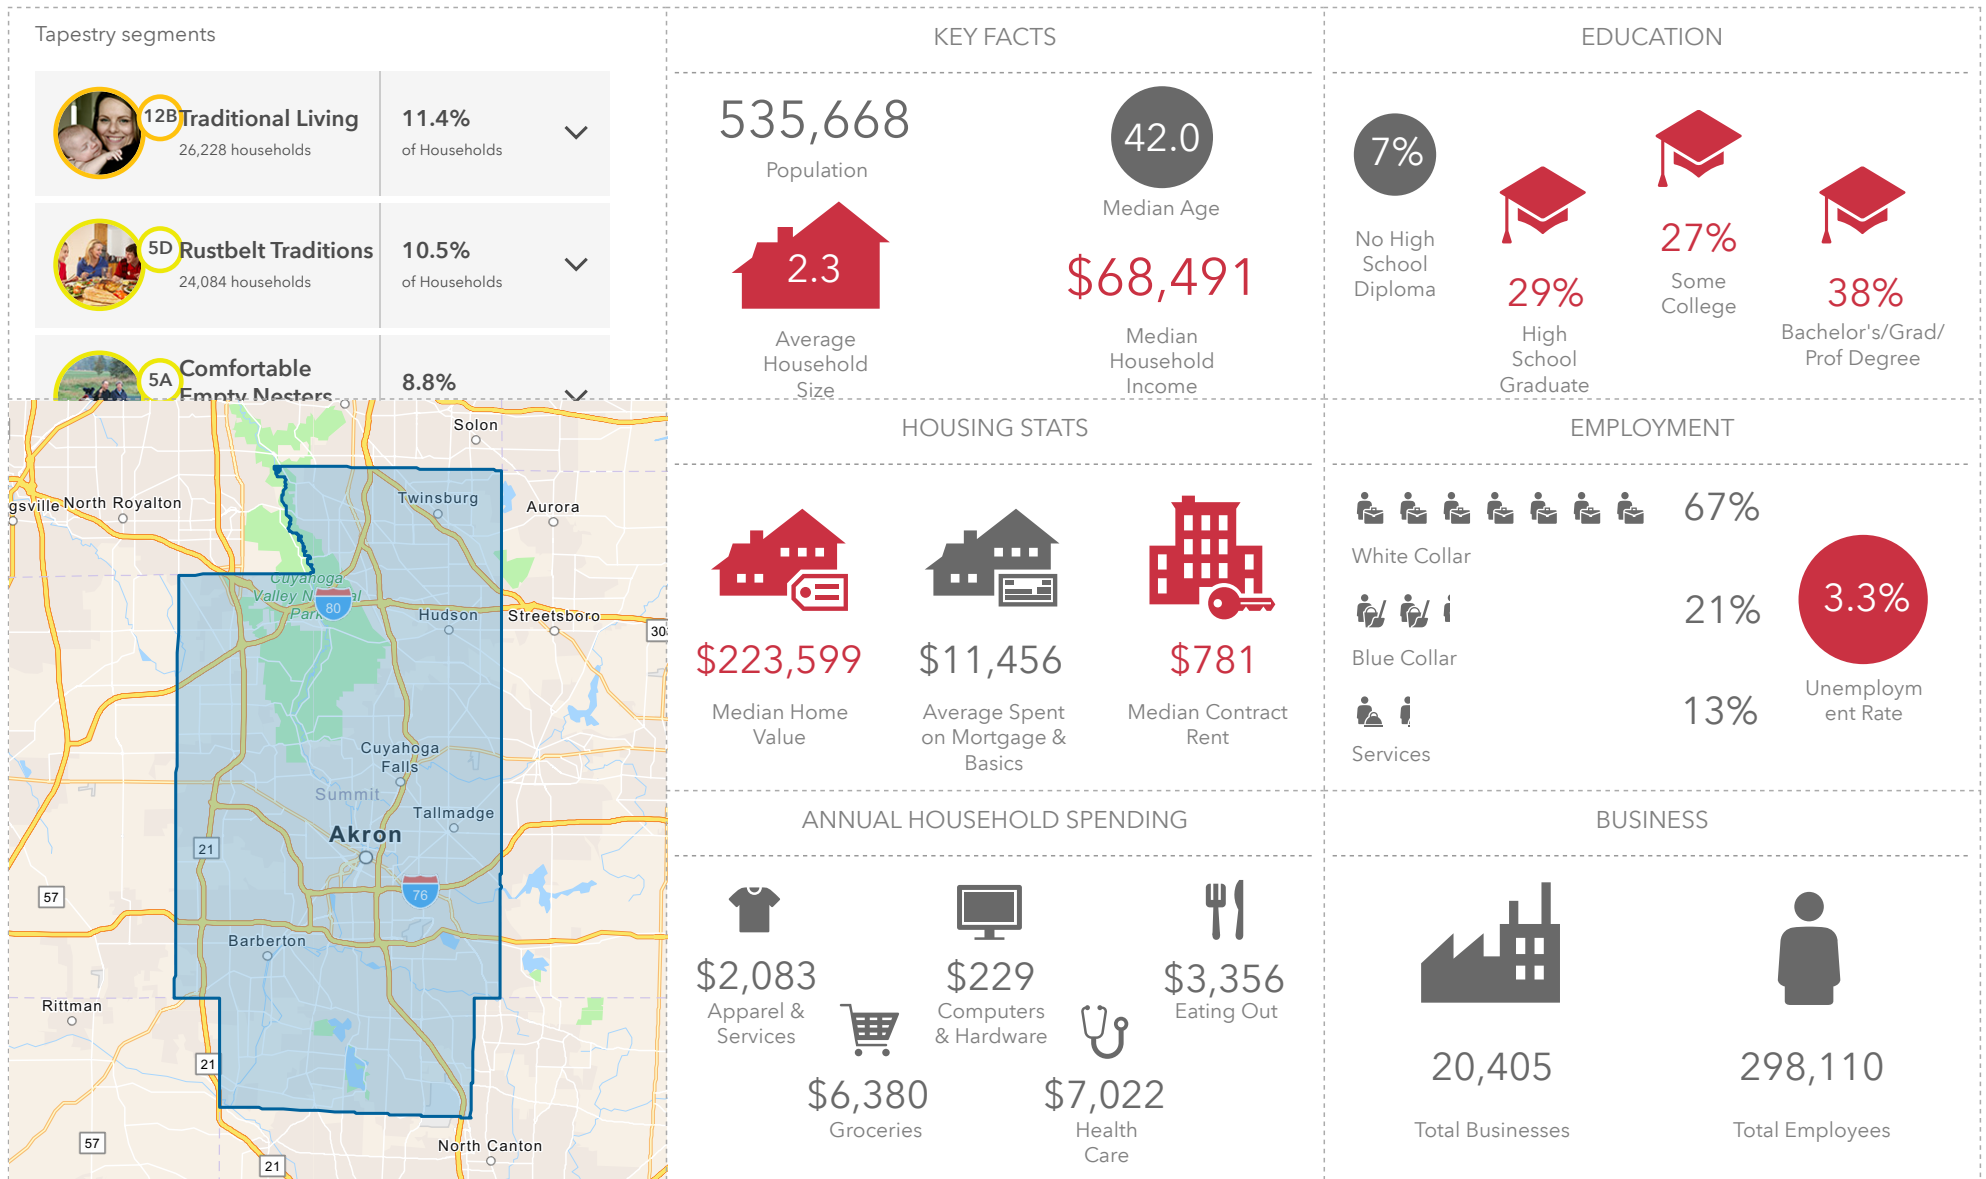 Tapestry segments
12B
Traditional Living
26,228 households
11.4%
of Households
5D
Rustbelt Traditions
24,084 households
10.5%
of Households
5A
Comfortable
Empty Nesters
8.8%
KEY FACTS
535,668
Population
42.0
Median Age
2.3
Average
Household
Size
$68,491
Median
Household
Income
EDUCATION
7%
No High
School
Diploma
29%
High
School
Graduate
27%
Some
College
38%
Bachelor's/Grad/
Prof Degree
Solon
gsville
North Royalton
Twinsburg
Aurora
Cuyahoga
Valley N al
Park
80
Hudson
Streetsboro
30
Cuyahoga
Falls
Summit
Tallmadge
Akron
21
57
76
Barberton
Rittman
21
57
North Canton
21
HOUSING STATS
$223,599
Median Home
Value
$11,456
Average Spent
on Mortgage &
Basics
$781
Median Contract
Rent
EMPLOYMENT
67%
White Collar
21%
Blue Collar
13%
Services
3.3%
Unemploym
ent Rate
ANNUAL HOUSEHOLD SPENDING
$2,083
Apparel &
Services
$229
Computers
& Hardware
$3,356
Eating Out
$6,380
Groceries
$7,022
Health
Care
BUSINESS
20,405
Total Businesses
298,110
Total Employees